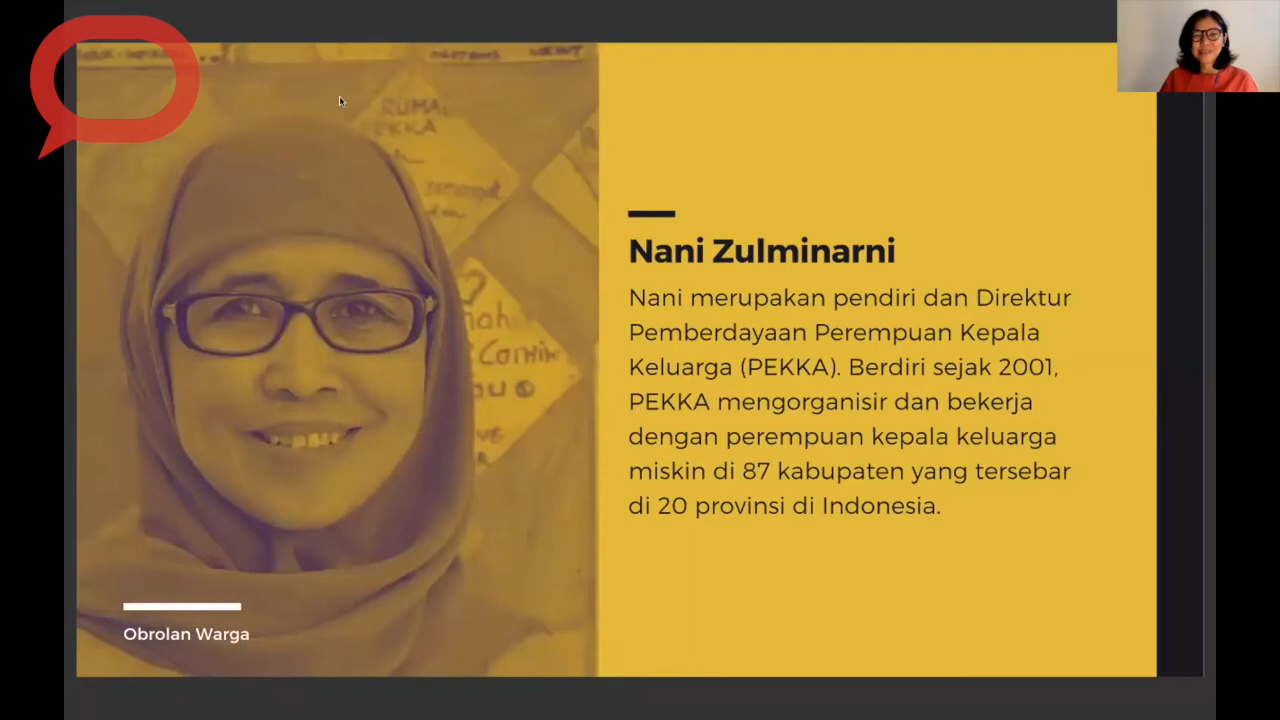 Nani Zulminarni
Nani merupakan pendiri dan Direktur
Pemberdayaan Perempuan Kepala
Keluarga (PEKKA). Berdiri sejak 2001,
PEKKA mengorganisir dan bekerja
dengan perempuan kepala keluarga
miskin di 87 kabupaten yang tersebar
di 20 provinsi di Indonesia.
Obrolan Warga